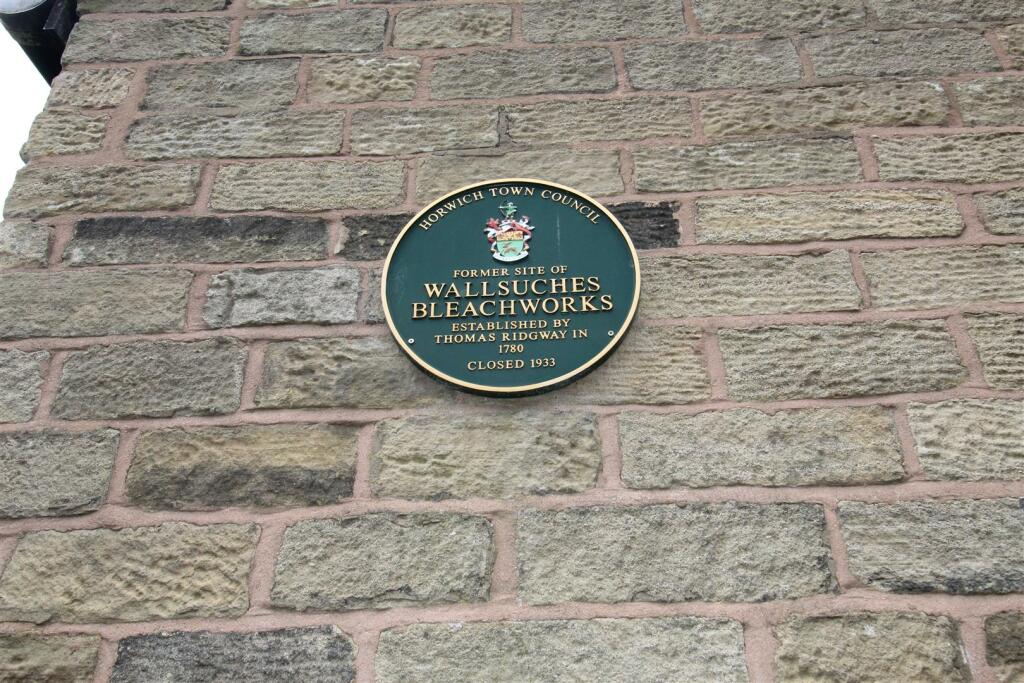 HORWICH TOWN COUNCIL
FORMER SITE OF
WALLSUCHES
BLEACHWORKS
ESTABLISHED BY
THOMAS RIDGWAY IN
1780
CLOSED 1933